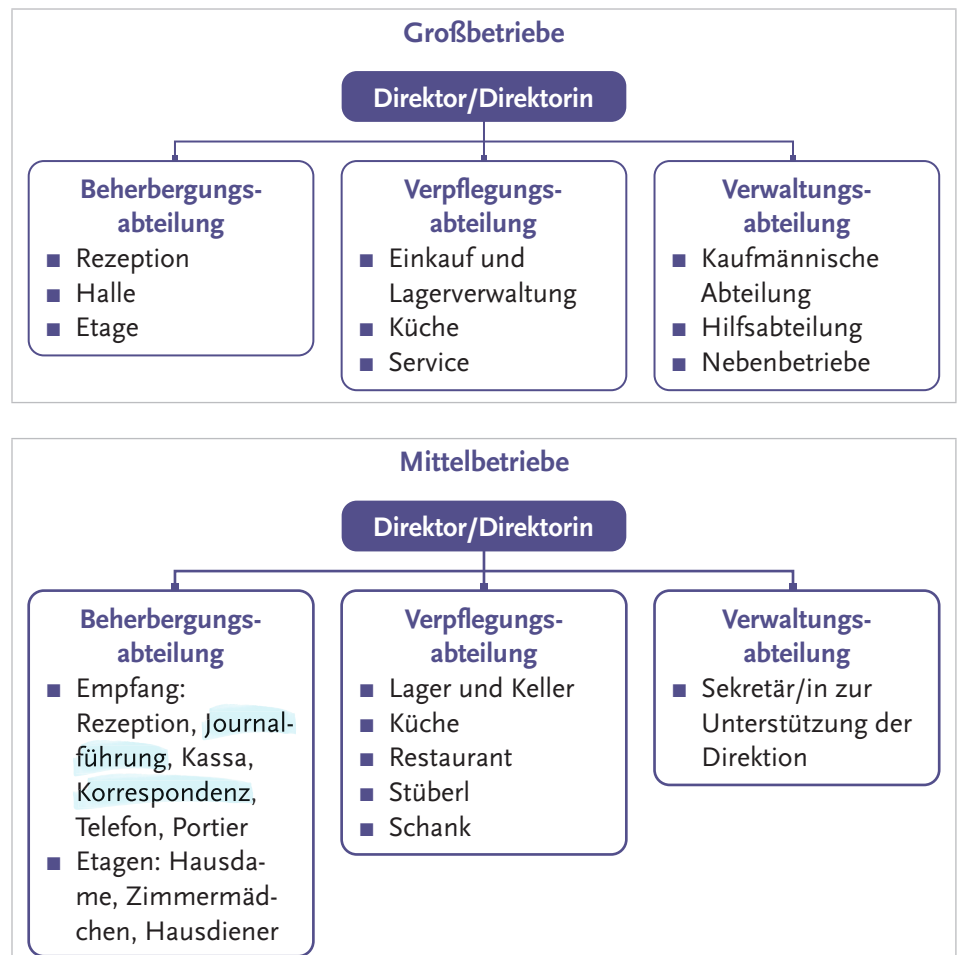 Großbetriebe
Direktor/Direktorin
Beherbergungs-
abteilung
■ Rezeption
■ Halle
■ Etage
Verpflegungs-
abteilung
■ Einkauf und
Lagerverwaltung
■ Küche
■ Service
Verwaltungs-
abteilung
■ Kaufmännische
Abteilung
■ Hilfsabteilung
■ Nebenbetriebe
Mittelbetriebe
Direktor/Direktorin
Beherbergungs-
abteilung
■ Empfang:
Rezeption, Journal-
führung, Kassa,
Korrespondenz,
Telefon, Portier
■ Etagen: Hausda-
me, Zimmermäd-
chen, Hausdiener
Verpflegungs-
abteilung
■ Lager und Keller
■ Küche
■ Restaurant
■ Stüberl
■ Schank
Verwaltungs-
abteilung
■ Sekretär/in zur
Unterstützung der
Direktion